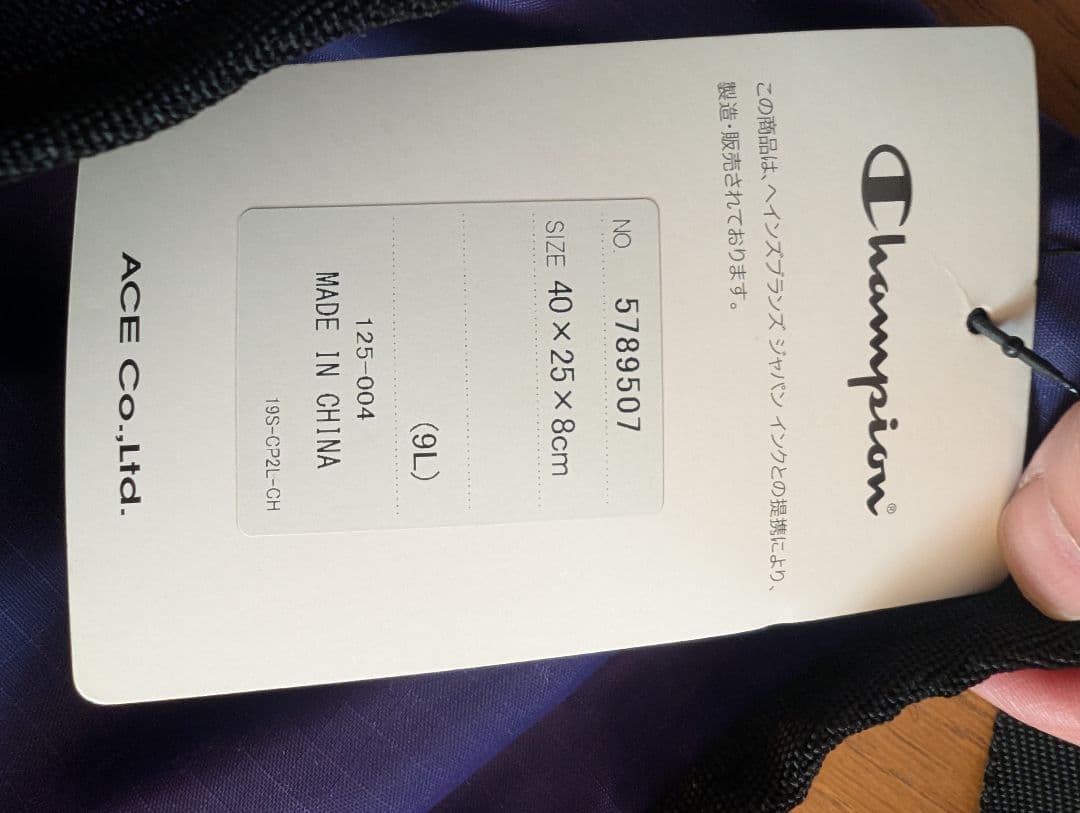 Champion®
この商品は、ヘインズブランズ ジャパン インクとの提携により、
製造・販売されております。
NO. 5789507
SIZE 40×25×8cm
(9L)
125-004
MADE IN CHINA
19S-CP2L-CH
ACE Co.,Ltd.